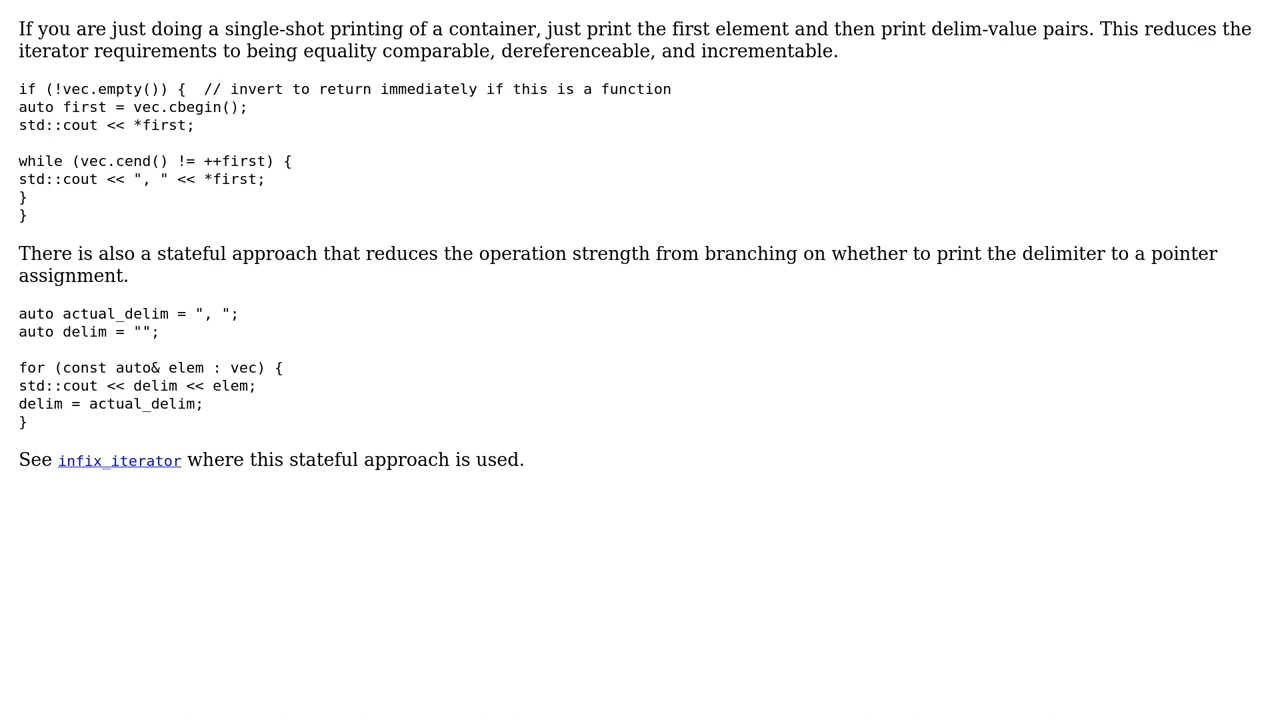 If you are just doing a single-shot printing of a container, just print the first element and then print delim-value pairs. This reduces the
iterator requirements to being equality comparable, dereferenceable, and incrementable.
if (!vec.empty()) {  // invert to return immediately if this is a function
auto first = vec.cbegin();
std::cout << *first;
while (vec.cend() != ++first) {
std::cout << ", " << *first;
}
}
There is also a stateful approach that reduces the operation strength from branching on whether to print the delimiter to a pointer
assignment.
auto actual_delim = ", ";
auto delim = "";
for (const auto& elem : vec) {
std::cout << delim << elem;
delim = actual_delim;
}
See infix_iterator where this stateful approach is used.